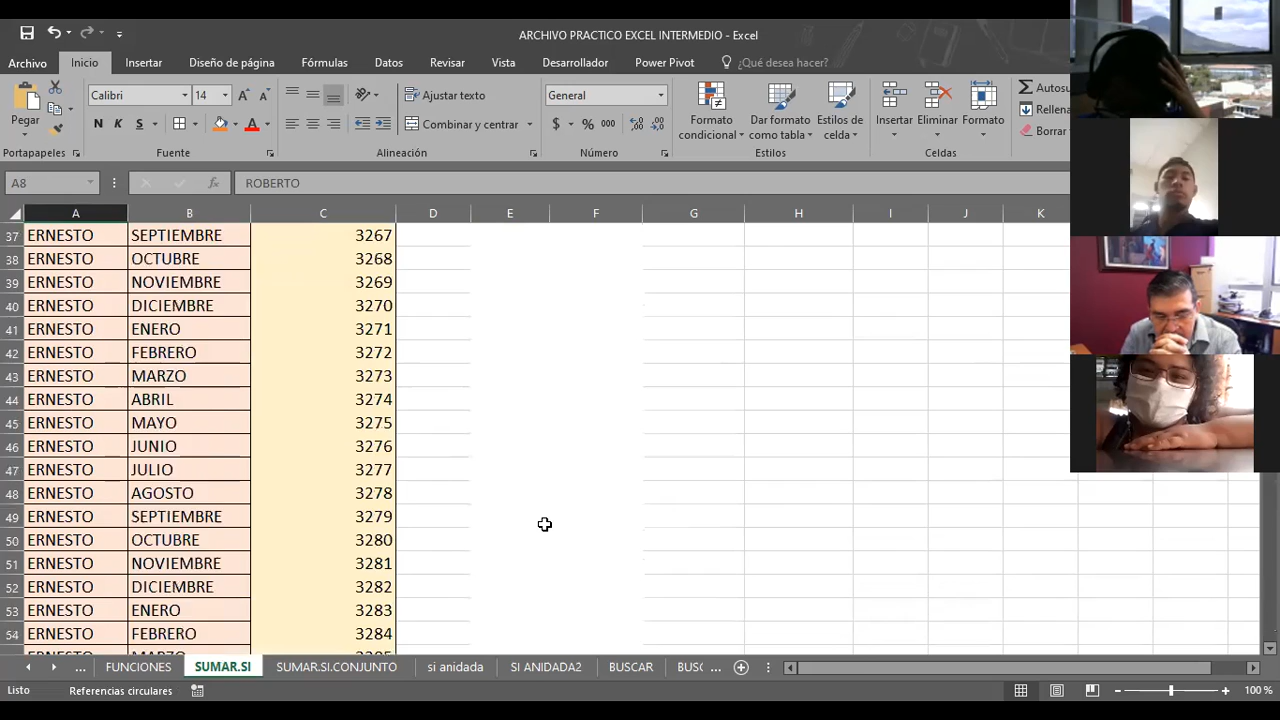 ARCHIVO PRACTICO EXCEL INTERMEDIO - Excel
Archivo Inicio Insertar Diseño de página Fórmulas Datos Revisar Vista Desarrollador Power Pivot ¿Qué desea hacer?
Pegar
Calibri 14
N K S
Ajustar texto
Combinar y centrar
General
$ % 000
Formato condicional
Dar formato como tabla
Estilos de celda
Insertar Eliminar Formato
Autosu
Rellena
Borrar
Portapapeles Fuente Alineación Número Estilos Celdas
A8 fx ROBERTO
A B C D E F G H I J K
37 ERNESTO SEPTIEMBRE 3267
38 ERNESTO OCTUBRE 3268
39 ERNESTO NOVIEMBRE 3269
40 ERNESTO DICIEMBRE 3270
41 ERNESTO ENERO 3271
42 ERNESTO FEBRERO 3272
43 ERNESTO MARZO 3273
44 ERNESTO ABRIL 3274
45 ERNESTO MAYO 3275
46 ERNESTO JUNIO 3276
47 ERNESTO JULIO 3277
48 ERNESTO AGOSTO 3278
49 ERNESTO SEPTIEMBRE 3279
50 ERNESTO OCTUBRE 3280
51 ERNESTO NOVIEMBRE 3281
52 ERNESTO DICIEMBRE 3282
53 ERNESTO ENERO 3283
54 ERNESTO FEBRERO 3284
... FUNCIONES SUMAR.SI SUMAR.SI.CONJUNTO si anidada SI ANIDADA2 BUSCAR BUSC ...
Listo Referencias circulares 100 %